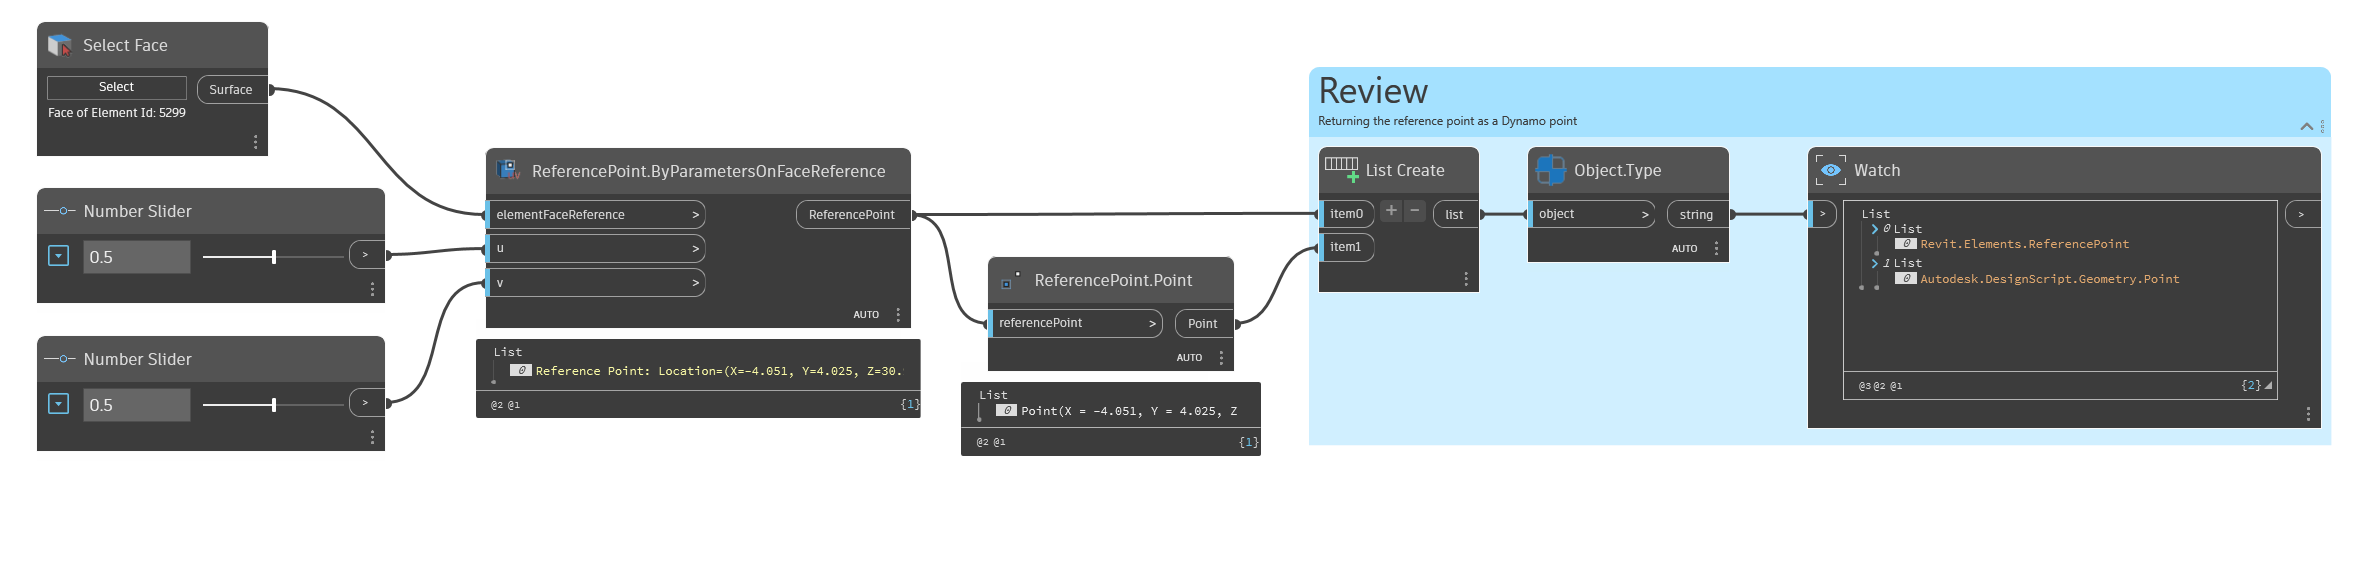 Select Face
Select
Surface
Face of Element Id: 5299
Number Slider
0.5
>
Number Slider
0.5
>
ReferencePoint.ByParametersOnFaceReference
elementFaceReference >
ReferencePoint
u >
v >
AUTO
List
0 Reference Point: Location=(X=-4.051, Y=4.025, Z=30.
@2 @1 {1}
ReferencePoint.Point
referencePoint >
Point
AUTO
List
0 Point(X = -4.051, Y = 4.025, Z
@2 @1 {1}
Review
Returning the reference point as a Dynamo point
List Create
item0 + - list
item1
Object.Type
object > string
AUTO
Watch
> >
List
0 List
0 Revit.Elements.ReferencePoint
1 List
0 Autodesk.DesignScript.Geometry.Point
@3 @2 @1 {2}